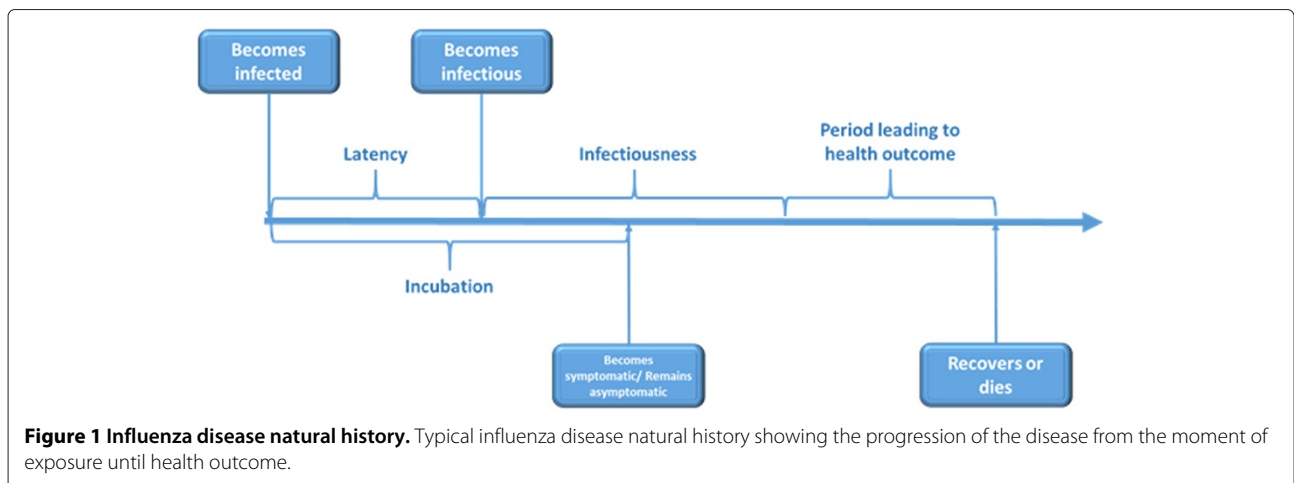 Becomes
infected
Becomes
infectious
Latency
Infectiousness
Period leading to
health outcome
Incubation
Becomes
symptomatic/ Remains
asymptomatic
Recovers or
dies
Figure 1 Influenza disease natural history. Typical influenza disease natural history showing the progression of the disease from the moment of
exposure until health outcome.